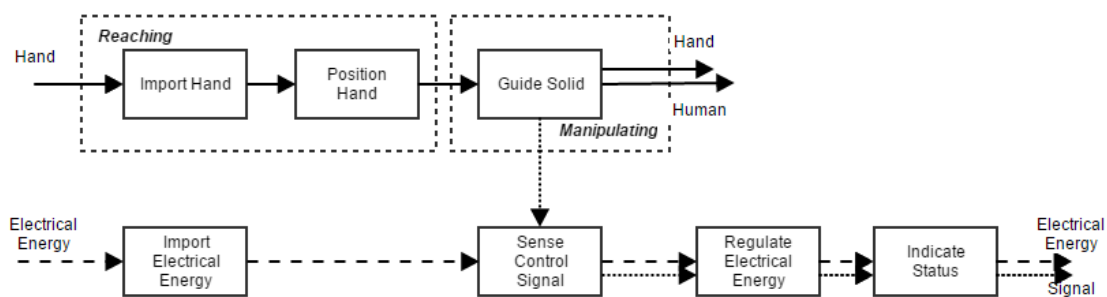 Reaching
Hand
Import Hand
Position
Hand
Guide Solid
Hand
Human
Manipulating
Electrical
Energy
Import
Electrical
Energy
Sense
Control
Signal
Regulate
Electrical
Energy
Indicate
Status
Electrical
Energy
Signal